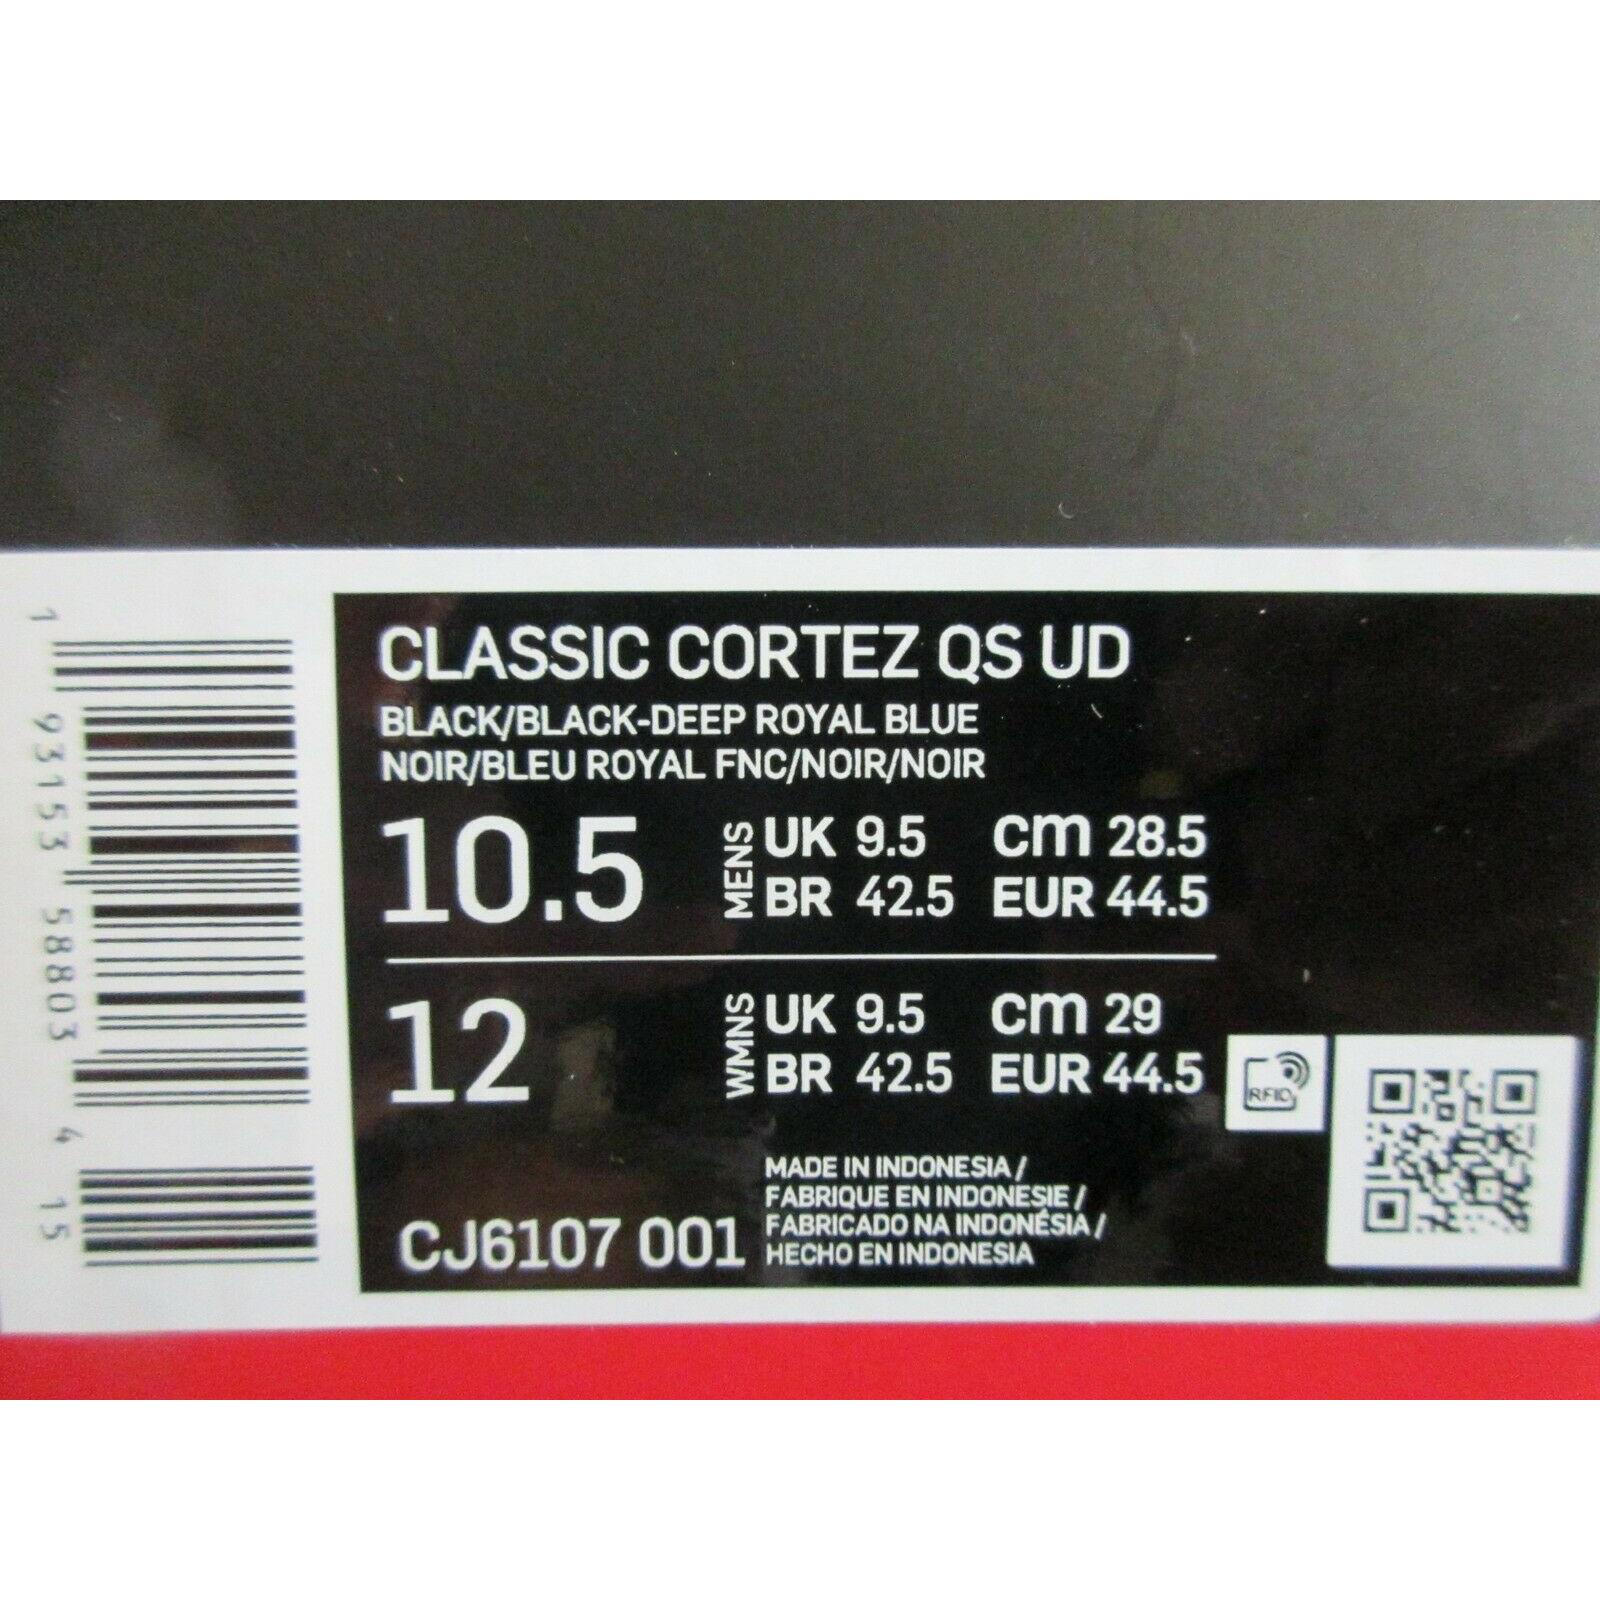 CLASSIC CORTEZ QS UD
BLACK/BLACK-DEEP ROYAL BLUE
NOIR/BLEU ROYAL FNC/NOIR/NOIR
10.5 MENS UK 9.5 cm 28.5
BR 42.5 EUR 44.5
12 WMNS UK 9.5 cm 29
BR 42.5 EUR 44.5
RFID
CJ6107 001
MADE IN INDONESIA /
FABRIQUE EN INDONESIE /
FABRICADO NA INDONÉSIA /
HECHO EN INDONESIA
1 93153 58803 4 15